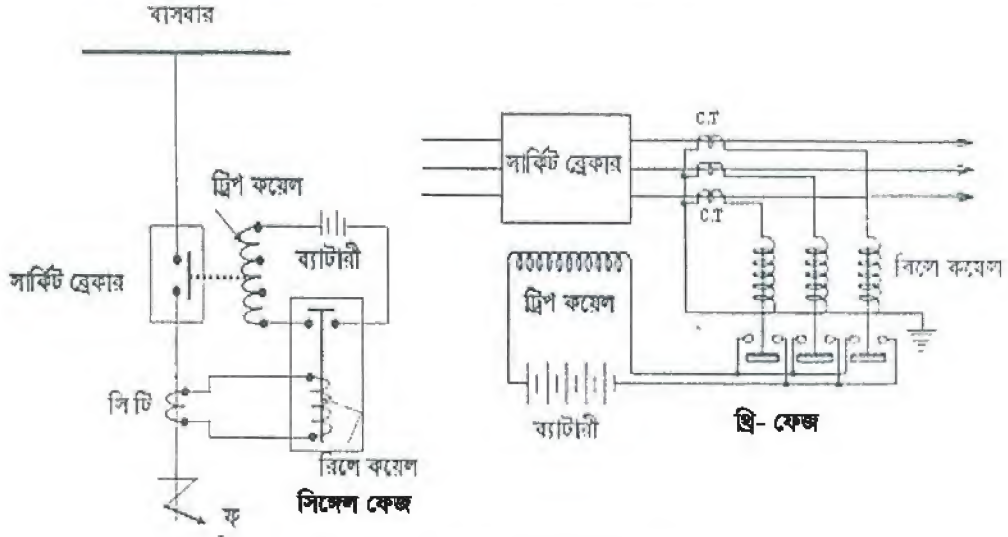 বাসবার
ট্রিপ কয়েল
ব্যাটারী
সার্কিট ব্রেকার
সি টি
রিলে কয়েল
সিঙ্গেল ফেজ
C.T
সার্কিট ব্রেকার
C.T
রিলে কয়েল
ট্রিপ কয়েল
ব্যাটারী
থ্রি- ফেজ